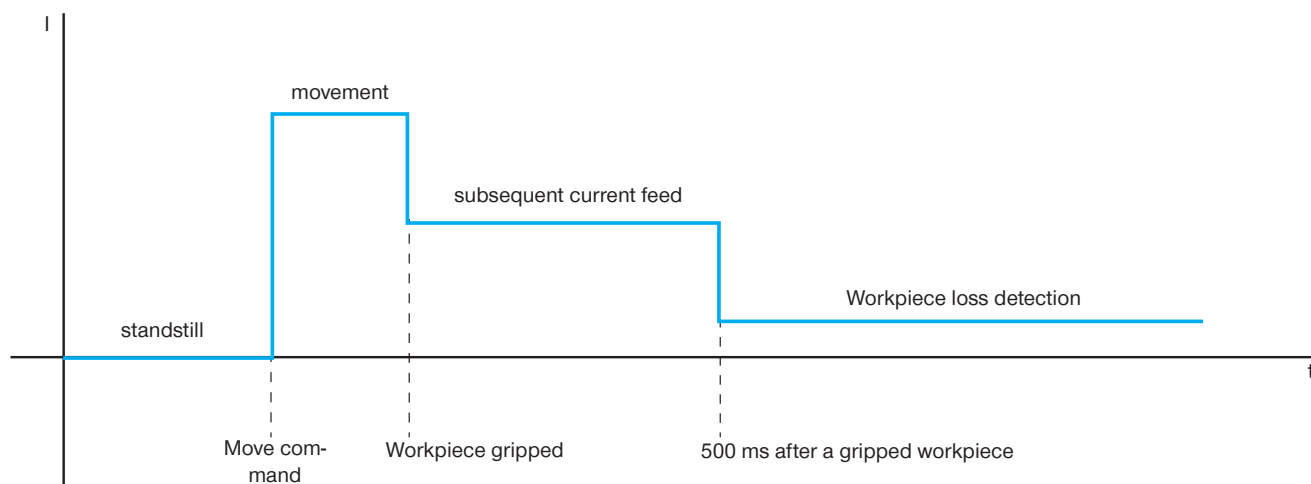 I
movement
subsequent current feed
Workpiece loss detection
standstill
t
Move com-
mand
Workpiece gripped
500 ms after a gripped workpiece